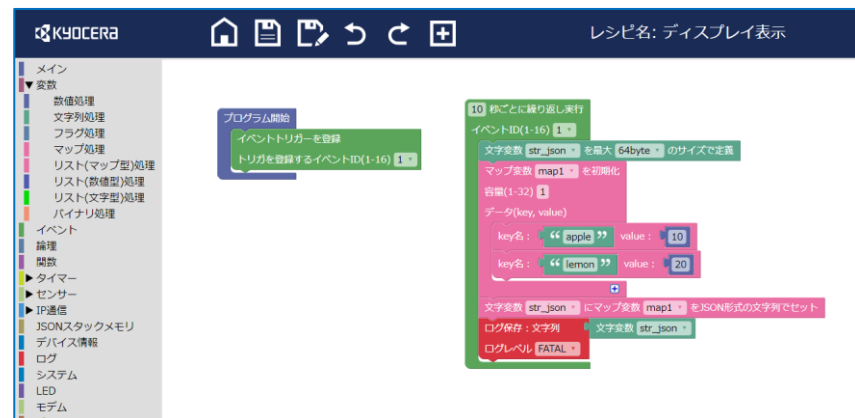 KYOCERA
レシピ名: ディスプレイ表示
メイン
▼変数
数値処理
文字列処理
フラグ処理
マップ処理
リスト(マップ型)処理
リスト(数値型)処理
リスト(文字型)処理
バイナリ処理
イベント
論理
関数
▶タイマー
▶センサー
▶IP通信
JSONスタックメモリ
デバイス情報
ログ
システム
LED
モデム
プログラム開始
イベントトリガーを登録
トリガを登録するイベントID(1-16) 1
10 秒ごとに繰り返し実行
イベントID(1-16) 1
文字変数 str_json を最大 64byte のサイズで定義
マップ変数 map1 を初期化
容量(1-32) 1
データ(key, value)
key名： “ apple ” value： 10
key名： “ lemon ” value： 20
文字変数 str_json にマップ変数 map1 をJSON形式の文字列でセット
ログ保存：文字列 文字変数 str_json
ログレベル FATAL